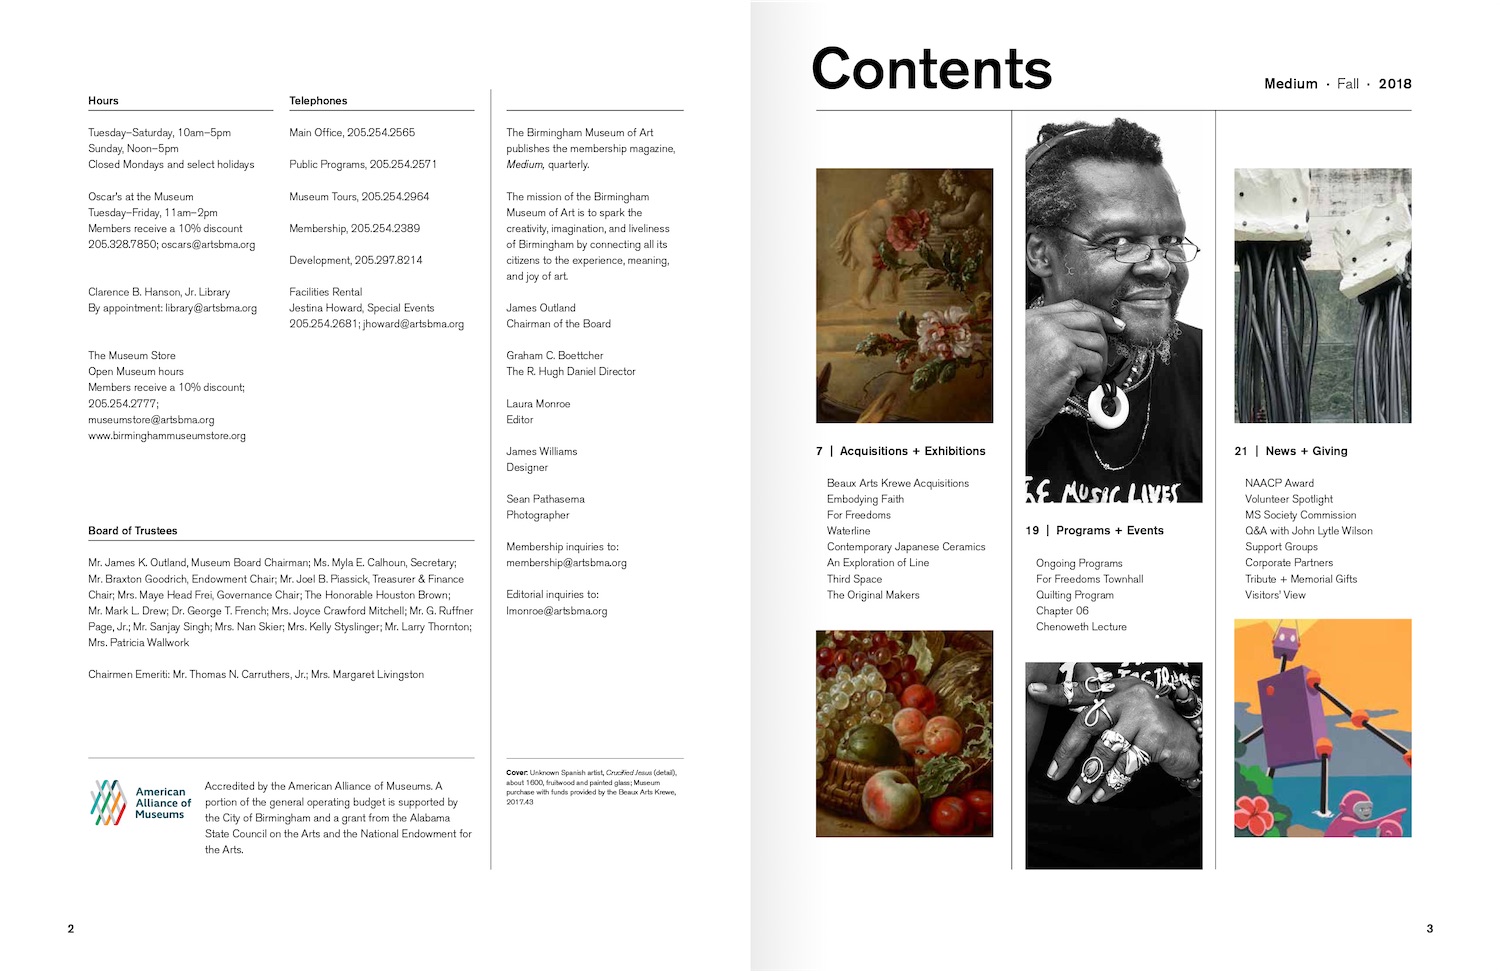 Hours
Tuesday–Saturday, 10am–5pm
Sunday, Noon–5pm
Closed Mondays and select holidays
Oscar's at the Museum
Tuesday–Friday, 11am–2pm
Members receive a 10% discount
205.328.7850; oscars@artsbma.org
Clarence B. Hanson, Jr. Library
By appointment: library@artsbma.org
The Museum Store
Open Museum hours
Members receive a 10% discount;
205.254.2777;
museumstore@artsbma.org
www.birminghammuseumstore.org
Telephones
Main Office, 205.254.2565
Public Programs, 205.254.2571
Museum Tours, 205.254.2964
Membership, 205.254.2389
Development, 205.297.8214
Facilities Rental
Jestina Howard, Special Events
205.254.2681; jhoward@artsbma.org
Board of Trustees
Mr. James K. Outland, Museum Board Chairman; Ms. Myla E. Calhoun, Secretary;
Mr. Braxton Goodrich, Endowment Chair; Mr. Joel B. Piassick, Treasurer & Finance
Chair; Mrs. Maye Head Frei, Governance Chair; The Honorable Houston Brown;
Mr. Mark L. Drew; Dr. George T. French; Mrs. Joyce Crawford Mitchell; Mr. G. Ruffner
Page, Jr.; Mr. Sanjay Singh; Mrs. Nan Skier; Mrs. Kelly Styslinger; Mr. Larry Thornton;
Mrs. Patricia Wallwork
Chairmen Emeriti: Mr. Thomas N. Carruthers, Jr.; Mrs. Margaret Livingston
American
Alliance of
Museums
Accredited by the American Alliance of Museums. A
portion of the general operating budget is supported by
the City of Birmingham and a grant from the Alabama
State Council on the Arts and the National Endowment for
the Arts.
The Birmingham Museum of Art
publishes the membership magazine,
Medium, quarterly.
The mission of the Birmingham
Museum of Art is to spark the
creativity, imagination, and liveliness
of Birmingham by connecting all its
citizens to the experience, meaning,
and joy of art.
James Outland
Chairman of the Board
Graham C. Boettcher
The R. Hugh Daniel Director
Laura Monroe
Editor
James Williams
Designer
Sean Pathasema
Photographer
Membership inquiries to:
membership@artsbma.org
Editorial inquiries to:
lmonroe@artsbma.org
Cover: Unknown Spanish artist, Crucified Jesus (detail),
about 1600, fruitwood and painted glass; Museum
purchase with funds provided by the Beaux Arts Krewe,
2017.43
2
Contents
Medium · Fall · 2018
7 | Acquisitions + Exhibitions
Beaux Arts Krewe Acquisitions
Embodying Faith
For Freedoms
Waterline
Contemporary Japanese Ceramics
An Exploration of Line
Third Space
The Original Makers
MUSIC LIVES
19 | Programs + Events
Ongoing Programs
For Freedoms Townhall
Quilting Program
Chapter 06
Chenoweth Lecture
21 | News + Giving
NAACP Award
Volunteer Spotlight
MS Society Commission
Q&A with John Lytle Wilson
Support Groups
Corporate Partners
Tribute + Memorial Gifts
Visitors' View
3